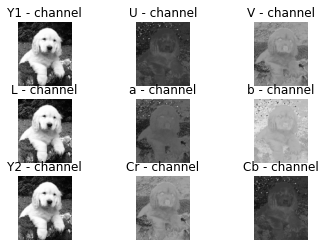 Y1 - channel U - channel V - channel
L - channel a - channel b - channel
Y2 - channel Cr - channel Cb - channel